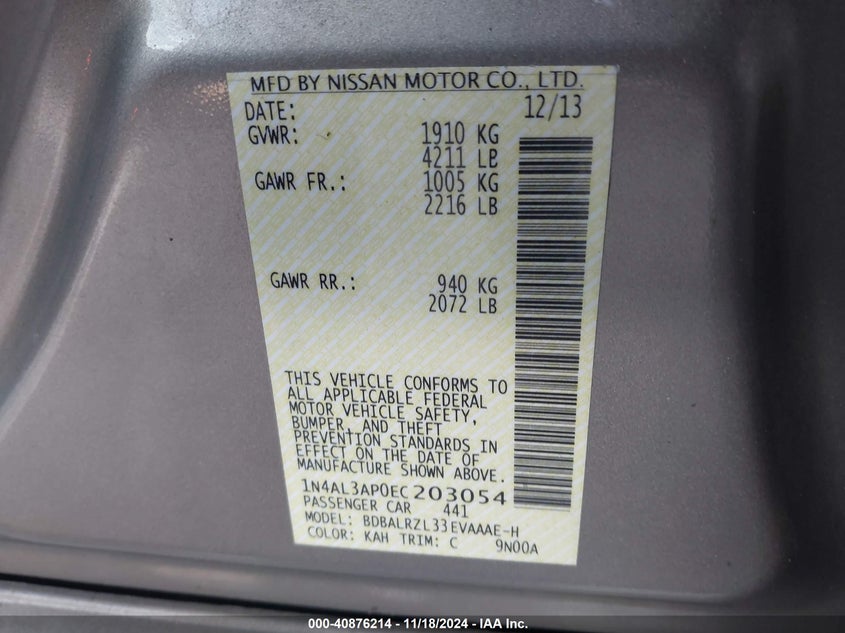 MFD BY NISSAN MOTOR CO., LTD.
DATE: 12/13
GVWR: 1910 KG
4211 LB
GAWR FR.: 1005 KG
2216 LB
GAWR RR.: 940 KG
2072 LB
THIS VEHICLE CONFORMS TO
ALL APPLICABLE FEDERAL
MOTOR VEHICLE SAFETY,
BUMPER, AND THEFT
PREVENTION STANDARDS IN
EFFECT ON THE DATE OF
MANUFACTURE SHOWN ABOVE.
1N4AL3AP0EC203054
PASSENGER CAR 441
MODEL: BDBALRZL33EVAAAE-H
COLOR: KAH TRIM: C 9N00A
000-40876214 - 11/18/2024 - IAA Inc.